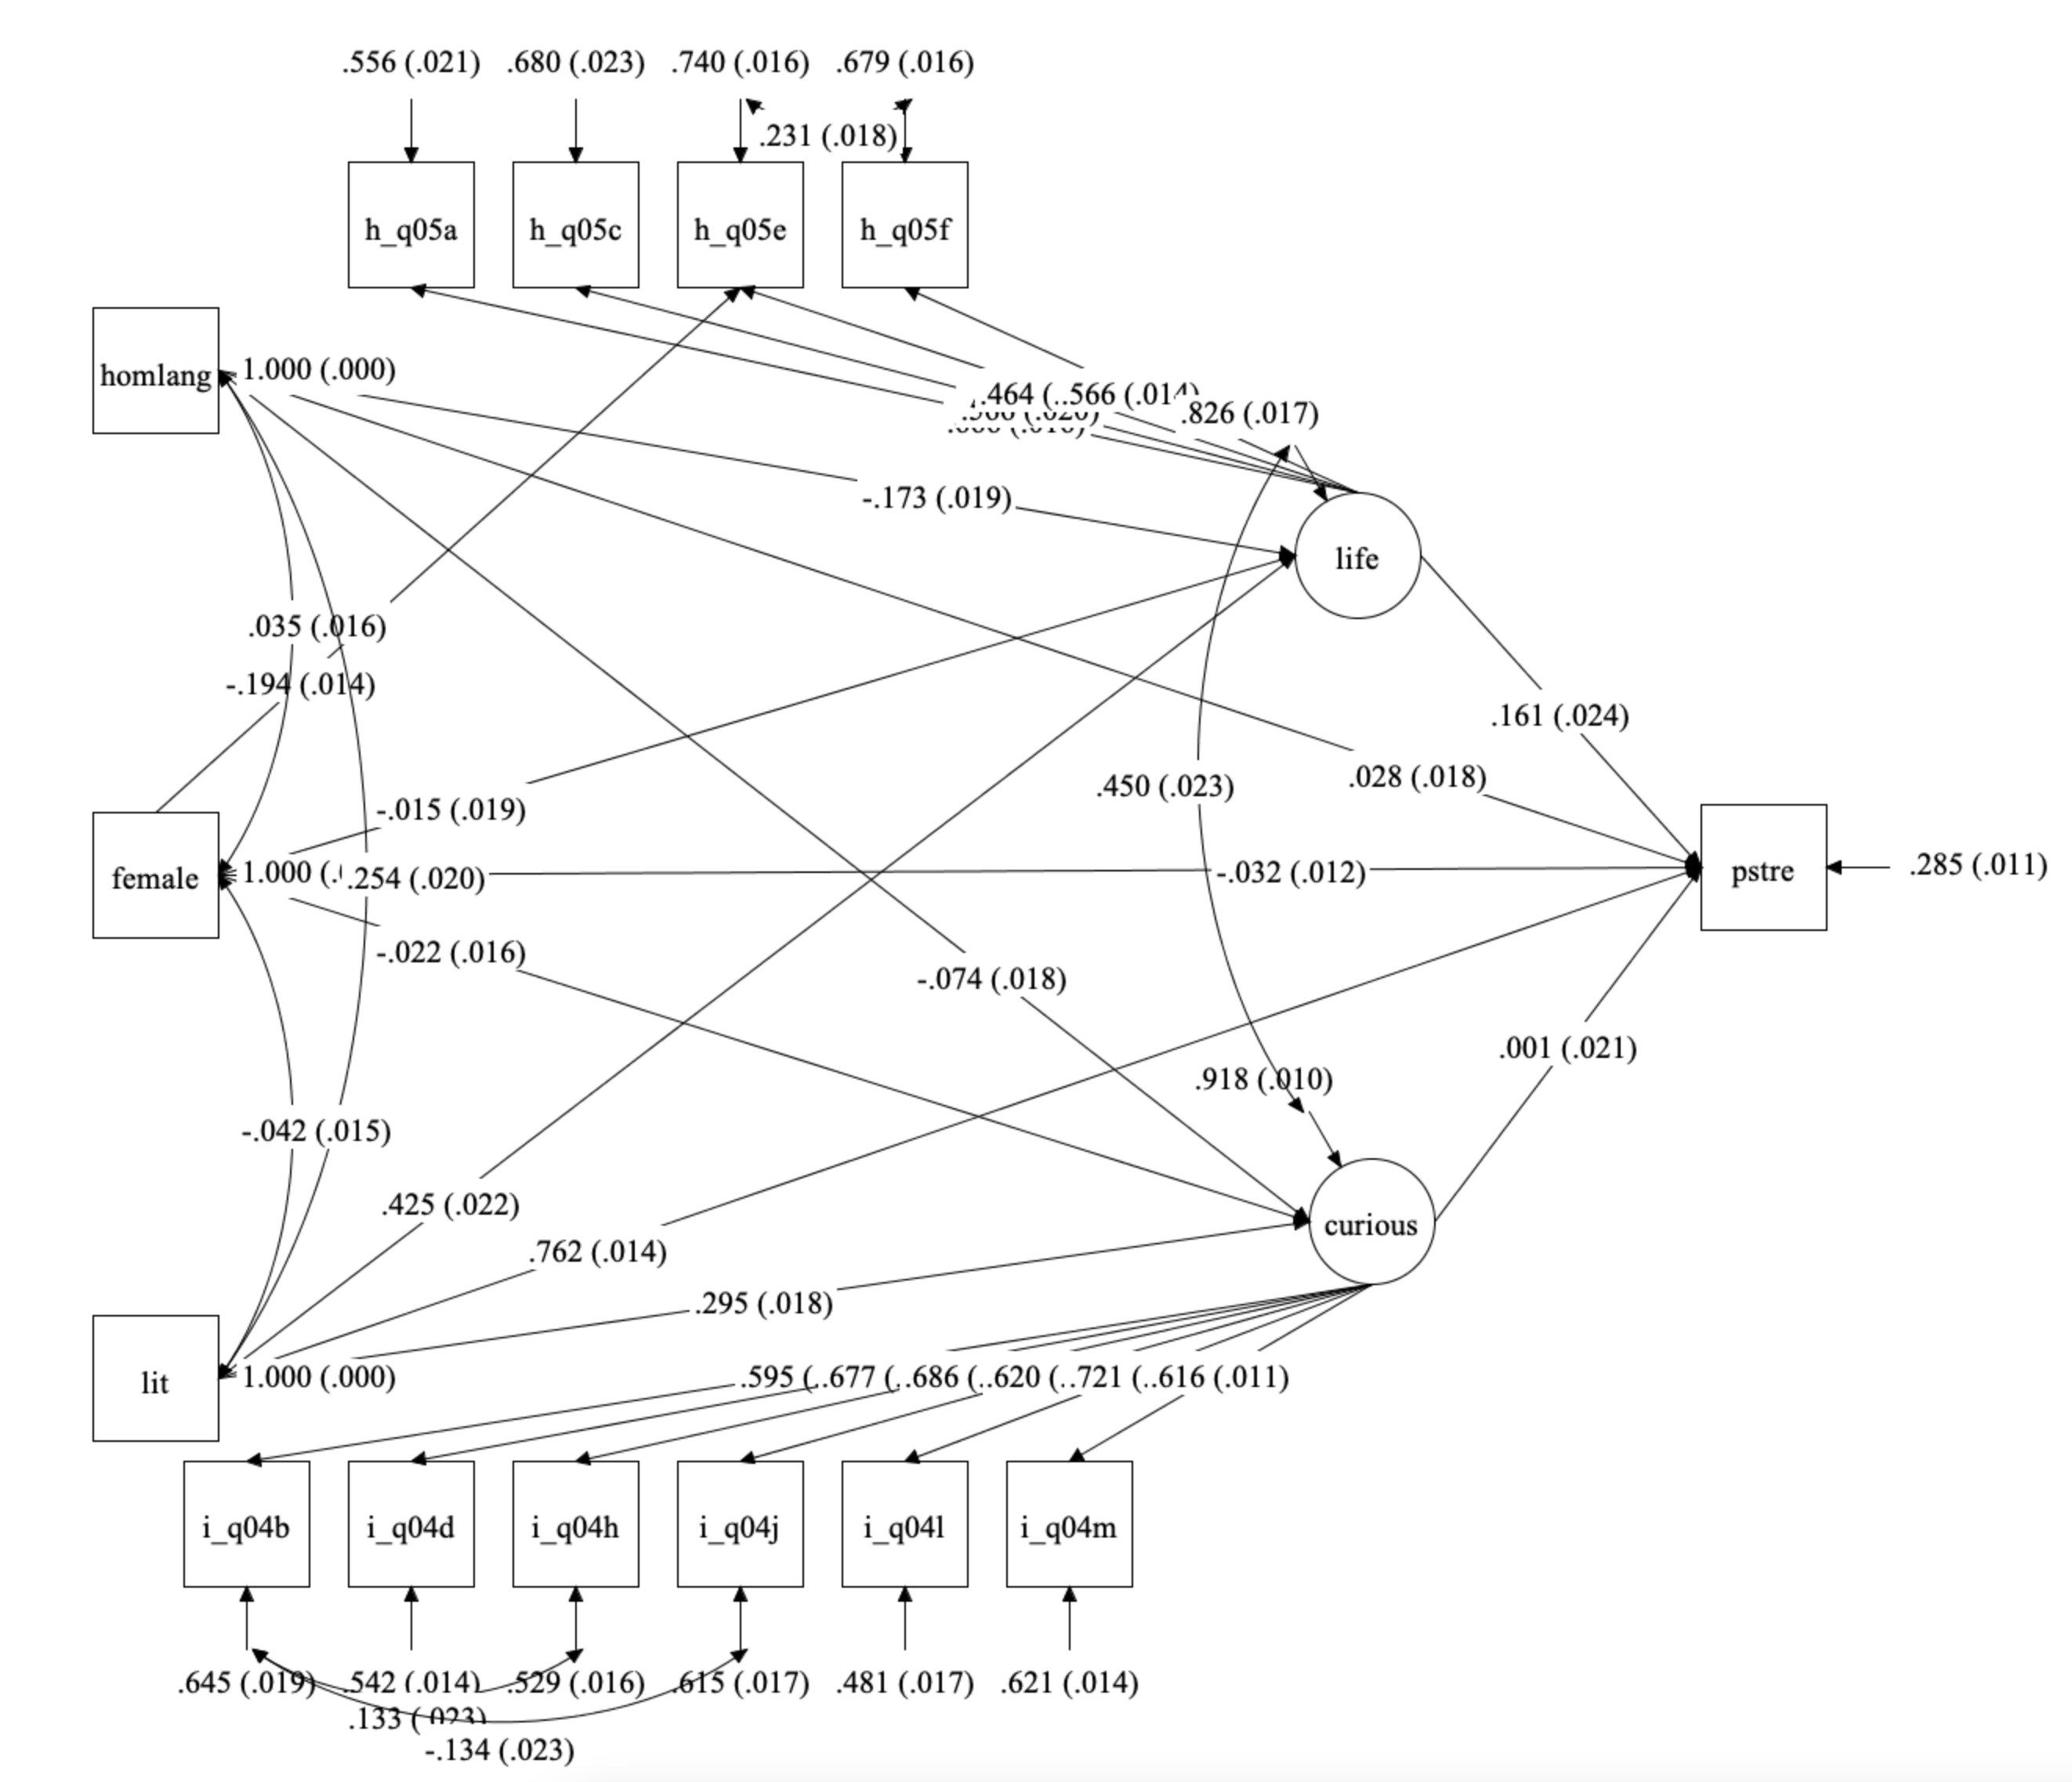 .556 (.021) .680 (.023) .740 (.016) .679 (.016)
.231 (.018)
h_q05a h_q05c h_q05e h_q05f
homlang 1.000 (.000)
.464 (. .566 (.014)
.826 (.017)
-.173 (.019)
life
.035 (.016)
-.194 (.014)
.161 (.024)
.450 (.023) .028 (.018)
-.015 (.019)
female 1.000 (. .254 (.020) -.032 (.012) pstre .285 (.011)
-.022 (.016)
-.074 (.018)
.001 (.021)
.918 (.010)
-.042 (.015)
.425 (.022)
curious
.762 (.014)
.295 (.018)
lit 1.000 (.000) .595 (. .677 (. .686 (. .620 (. .721 (. .616 (.011)
i_q04b i_q04d i_q04h i_q04j i_q04l i_q04m
.645 (.019) .542 (.014) .529 (.016) .615 (.017) .481 (.017) .621 (.014)
.133 (.023)
-.134 (.023)